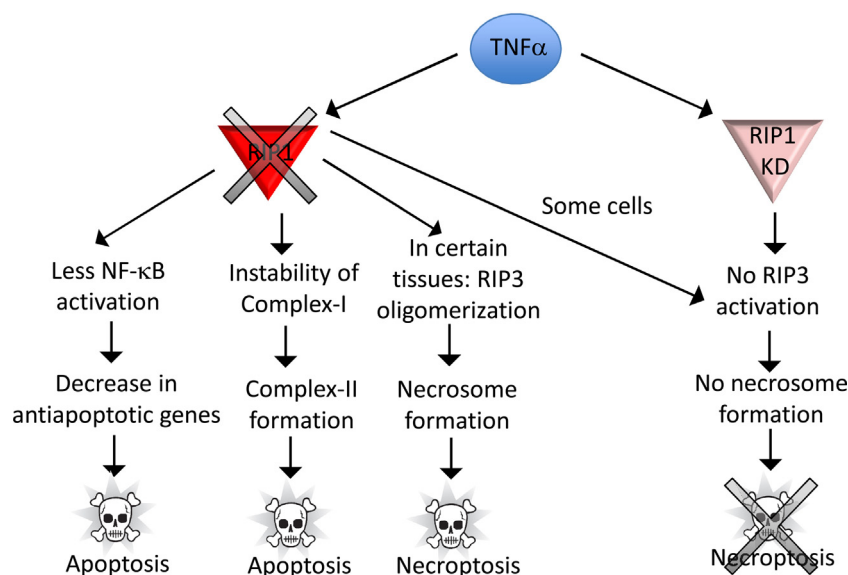 TNFα
RIP1
RIP1
KD
Some cells
Less NF-κB
activation
Instability of
Complex-I
In certain
tissues: RIP3
oligomerization
No RIP3
activation
Decrease in
antiapoptotic genes
Complex-II
formation
Necrosome
formation
No necrosome
formation
Apoptosis
Apoptosis
Necroptosis
Necroptosis